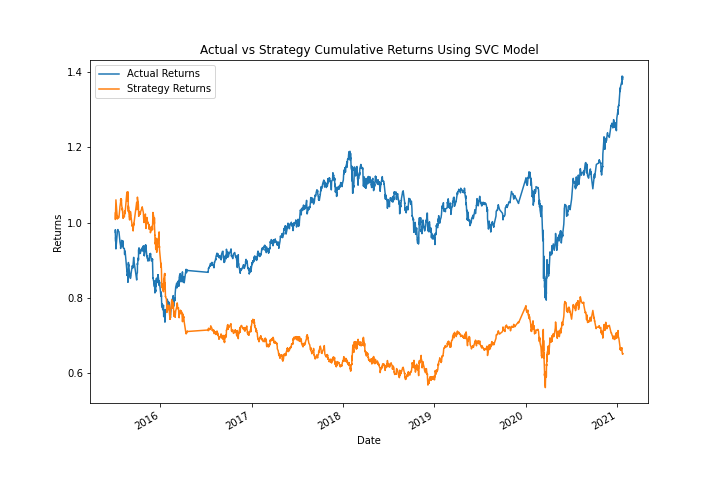 Actual vs Strategy Cumulative Returns Using SVC Model
Actual Returns
Strategy Returns
1.4
1.2
1.0
0.8
0.6
Returns
2016
2017
2018
2019
2020
2021
Date